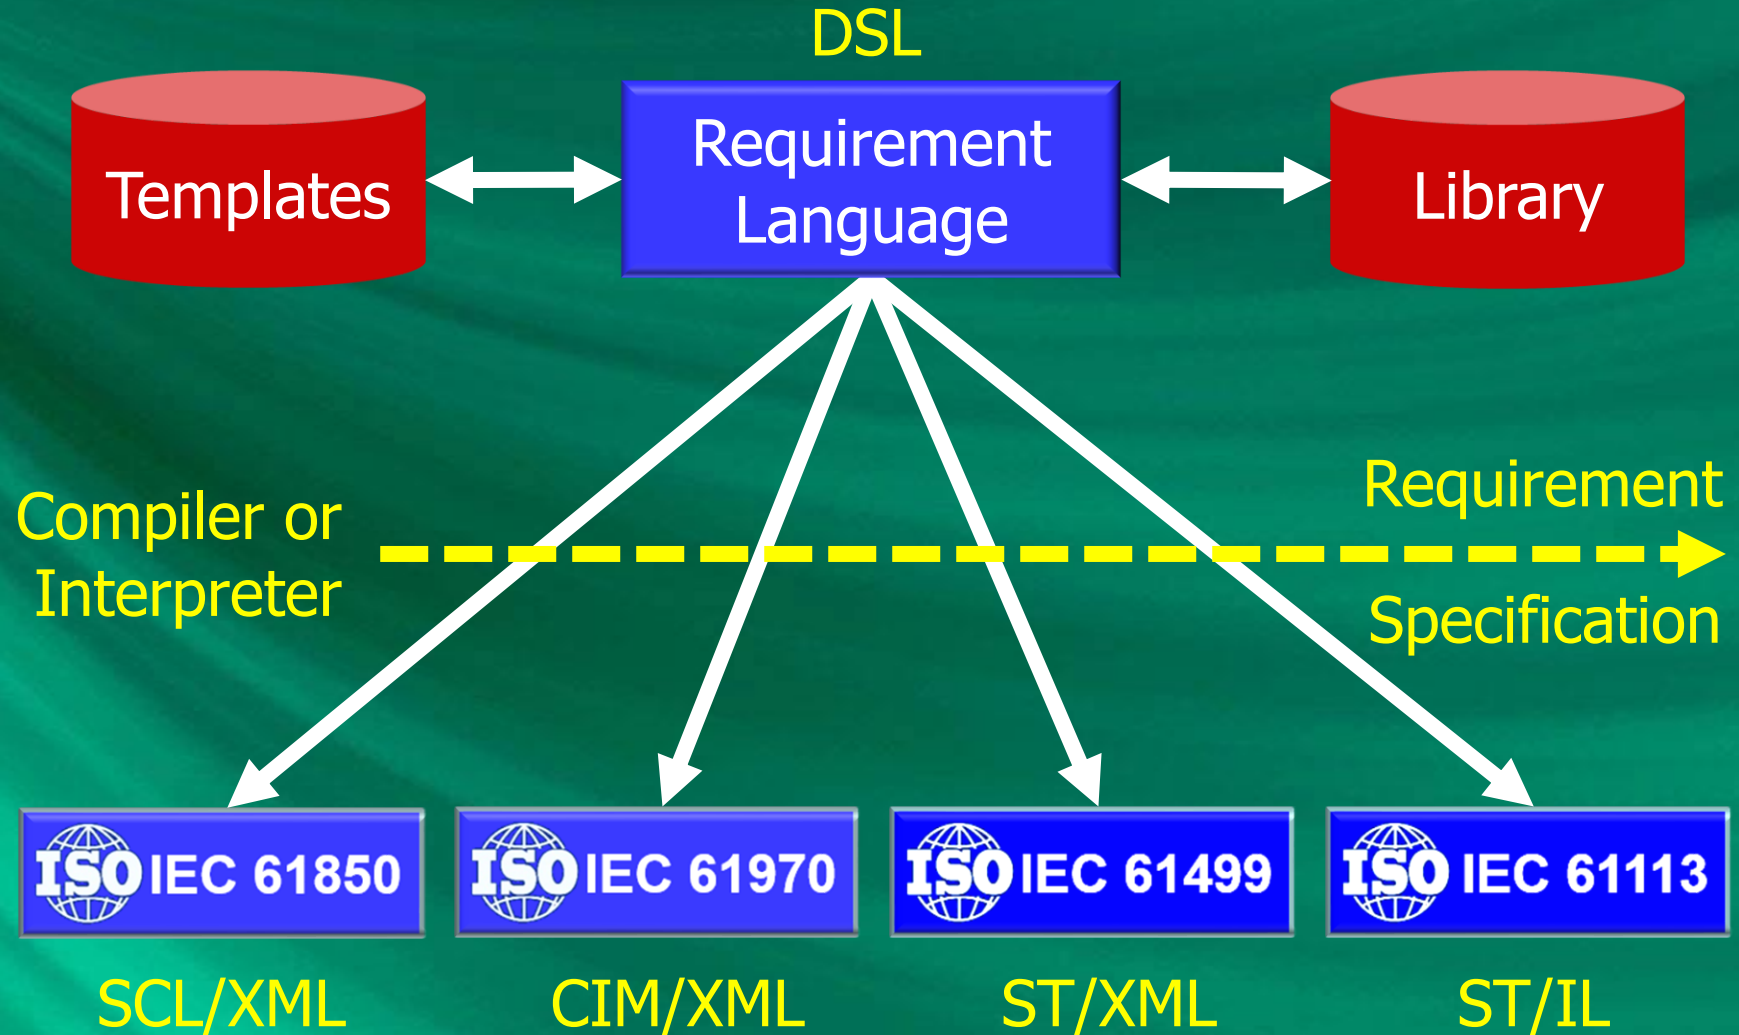 DSL
Templates
Requirement
Language
Library
Compiler or
Interpreter
Requirement
Specification
ISO IEC 61850
ISO IEC 61970
ISO IEC 61499
ISO IEC 61113
SCL/XML
CIM/XML
ST/XML
ST/IL